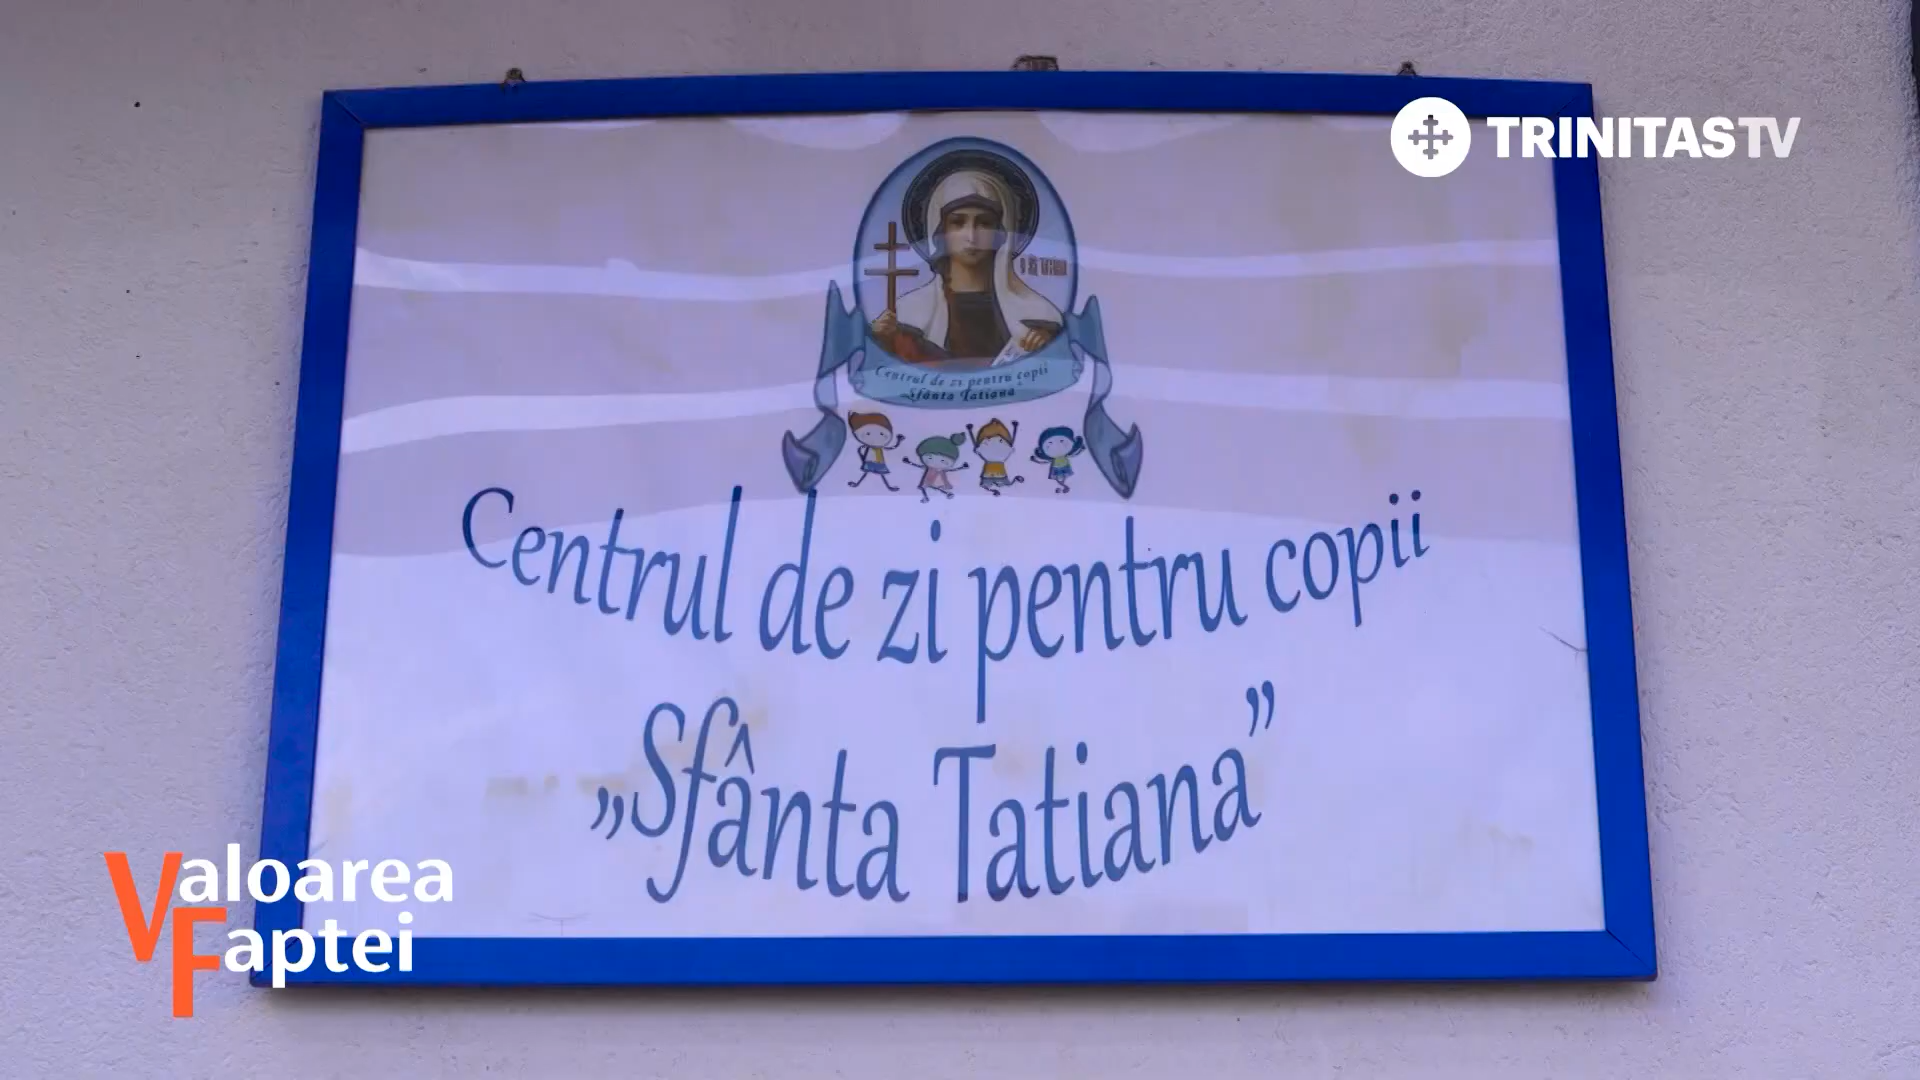 TRINITAS TV
Centrul de zi pentru copii
Sfânta Tatiana
Centrul de zi pentru copii
„Sfânta Tatiana”
Valoarea
Faptei